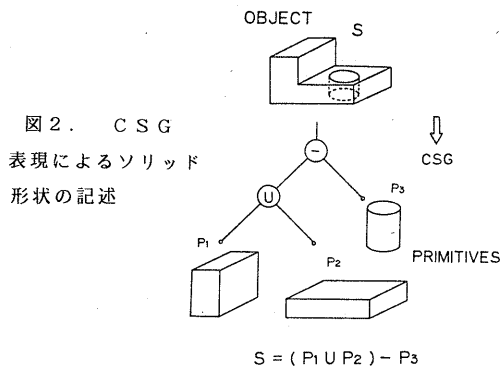 OBJECT
S
図2. CSG
表現によるソリッド
形状の記述
CSG
−
U
P3
P1
P2
PRIMITIVES
S = ( P1 U P2 ) − P3